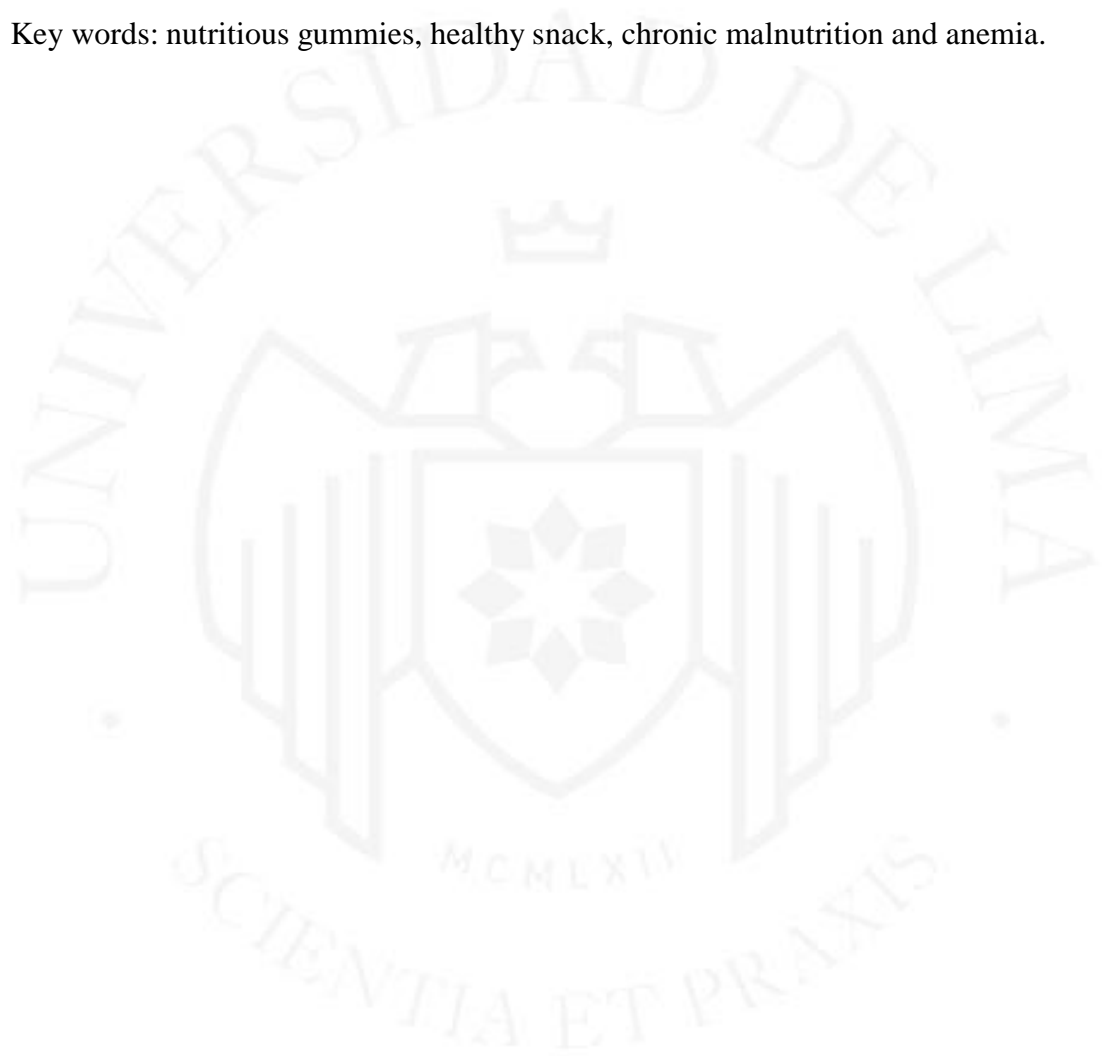 Key words: nutritious gummies, healthy snack, chronic malnutrition and anemia.
UNIVERSIDAD DE LIMA
MCMLXII
SCIENTIA ET PRAXIS